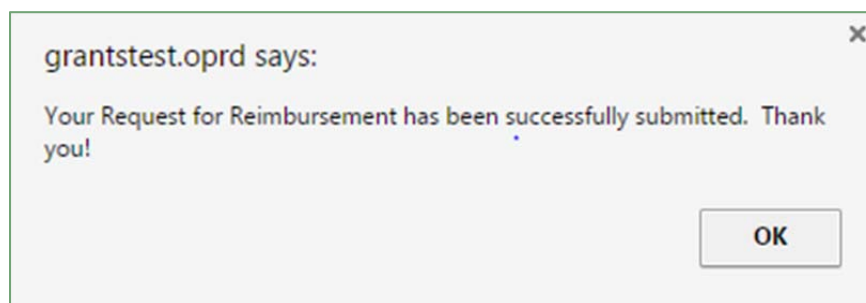 grantstest.oprd says:
Your Request for Reimbursement has been successfully submitted.  Thank
you!
OK